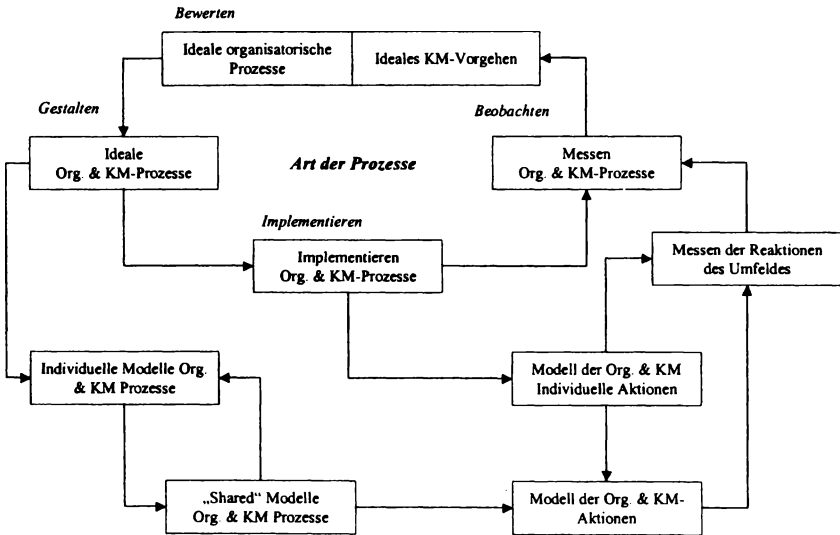 Bewerten
Ideale organisatorische
Prozesse
Ideales KM-Vorgehen
Gestalten
Beobachten
Ideale
Org. & KM-Prozesse
Art der Prozesse
Messen
Org. & KM-Prozesse
Implementieren
Implementieren
Org. & KM-Prozesse
Messen der Reaktionen
des Umfeldes
Individuelle Modelle Org.
& KM Prozesse
Modell der Org. & KM
Individuelle Aktionen
„Shared“ Modelle
Org. & KM Prozesse
Modell der Org. & KM-
Aktionen